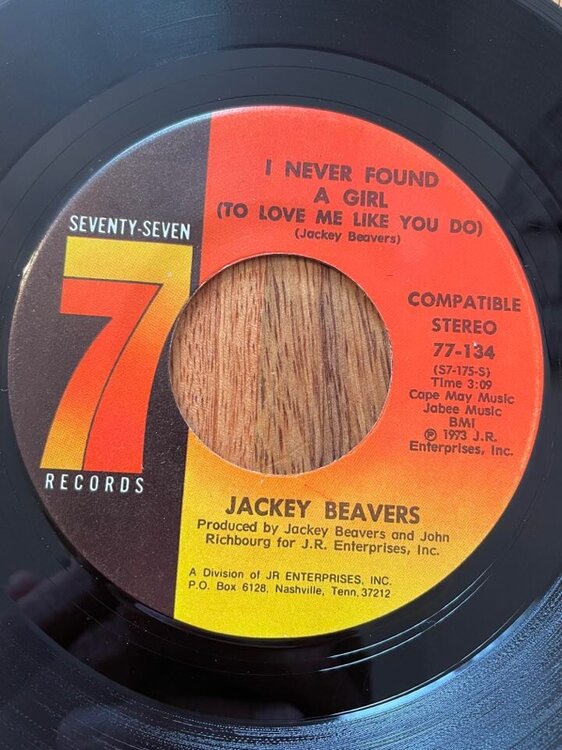 SEVENTY-SEVEN
7
RECORDS
I NEVER FOUND
A GIRL
(TO LOVE ME LIKE YOU DO)
(Jackey Beavers)
COMPATIBLE
STEREO
77-134
(S7-175-S)
Time 3:09
Cape May Music
Jabee Music
BMI
℗ 1973 J.R.
Enterprises, Inc.
JACKEY BEAVERS
Produced by Jackey Beavers and John
Richbourg for J.R. Enterprises, Inc.
A Division of JR ENTERPRISES, INC.
P.O. Box 6128, Nashville, Tenn. 37212